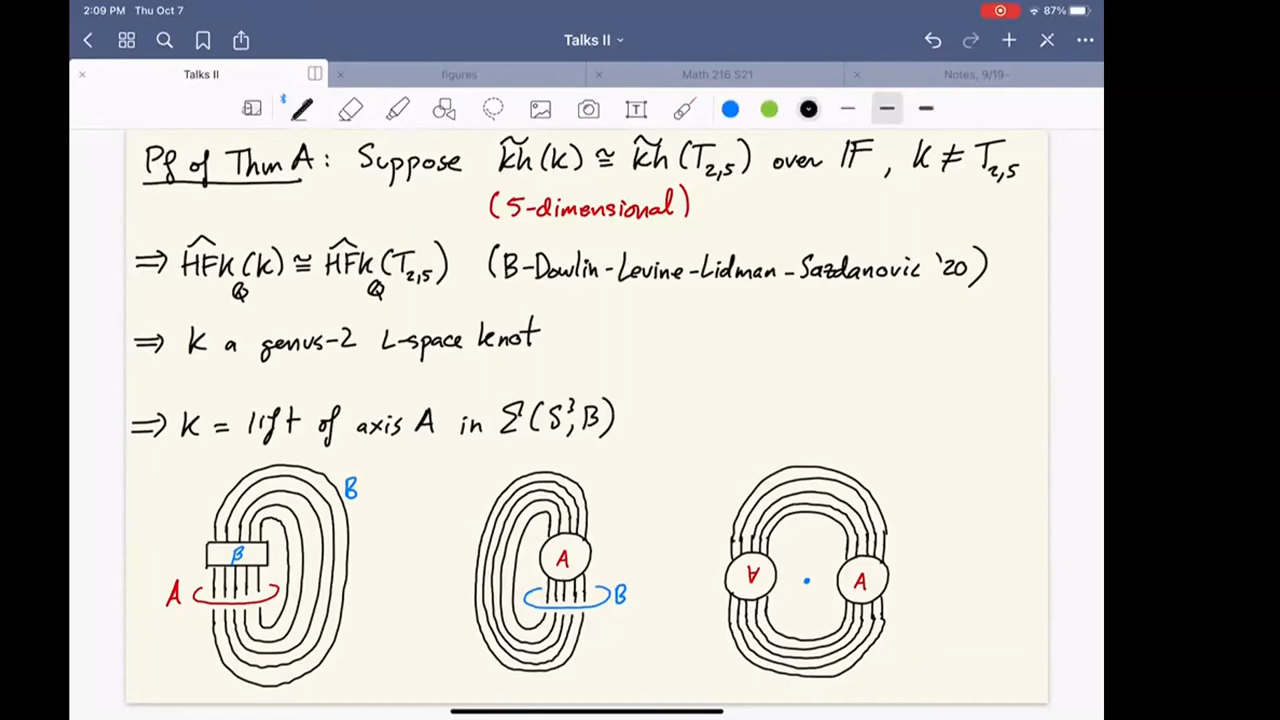 2:09 PM Thu Oct 7
87%
Talks II
Talks II
figures
Math 216 S21
Notes, 9/19-
Pf of Thm A: Suppose K̃h(K) ≅ K̃h(T₂,₅) over 𝔽, K ≠ T₂,₅
(5-dimensional)
⇒ ĤFK(K) ≅ ĤFK(T₂,₅) (B-Dowlin-Levine-Lidman-Sazdanovic '20)
Q Q
⇒ K a genus-2 L-space knot
⇒ K = lift of axis A in Σ(S³, B)
B
β
A
A
B
A
A